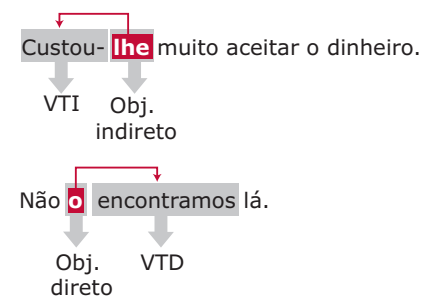 Custou- lhe muito aceitar o dinheiro.
VTI Obj. indireto
Não o encontramos lá.
Obj. direto VTD